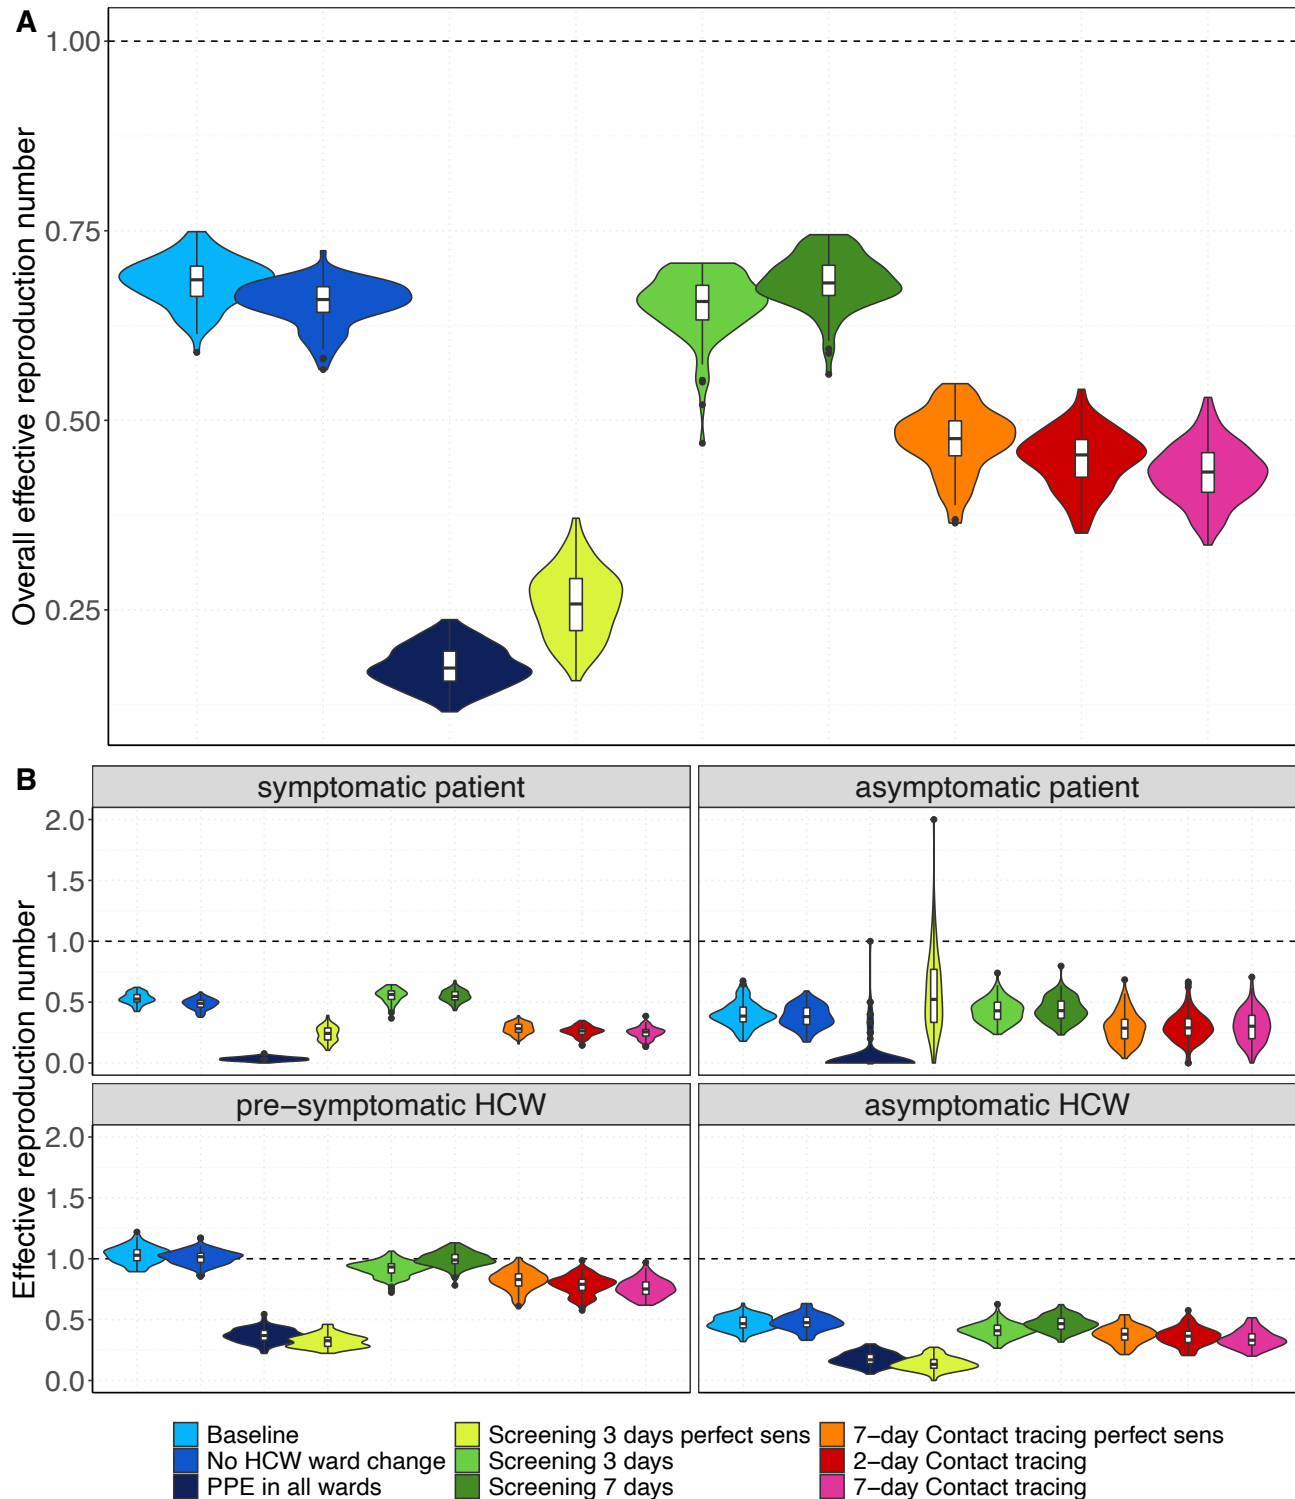 A
Overall effective reproduction number
1.00
0.75
0.50
0.25
B
Effective reproduction number
symptomatic patient
asymptomatic patient
2.0
1.5
1.0
0.5
0.0
pre−symptomatic HCW
asymptomatic HCW
2.0
1.5
1.0
0.5
0.0
Baseline
No HCW ward change
PPE in all wards
Screening 3 days perfect sens
Screening 3 days
Screening 7 days
7−day Contact tracing perfect sens
2−day Contact tracing
7−day Contact tracing